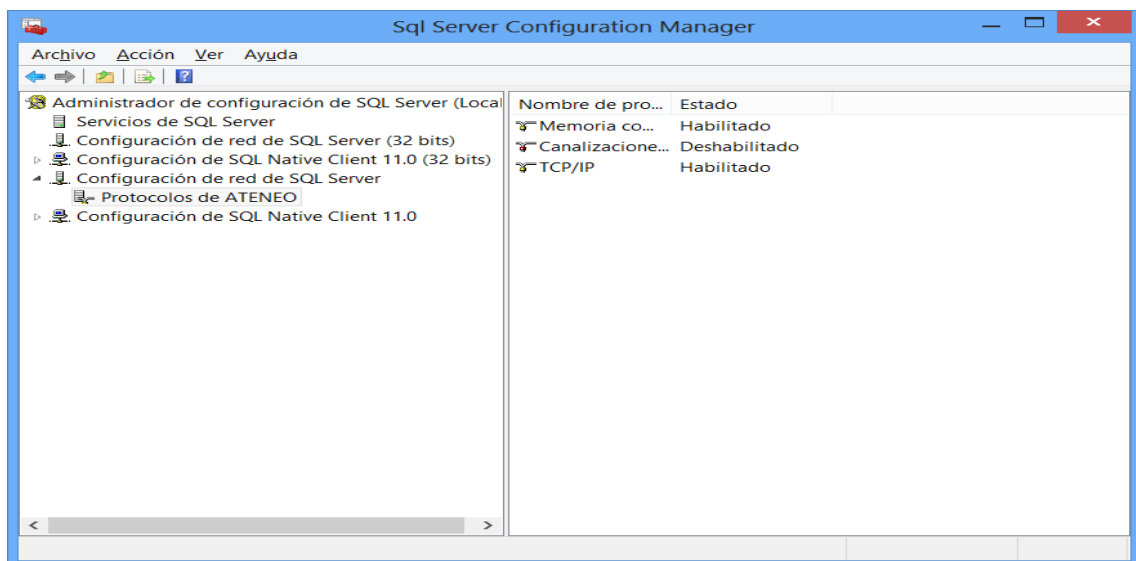 Sql Server Configuration Manager
Archivo Acción Ver Ayuda
Administrador de configuración de SQL Server (Local
Servicios de SQL Server
Configuración de red de SQL Server (32 bits)
Configuración de SQL Native Client 11.0 (32 bits)
Configuración de red de SQL Server
Protocolos de ATENEO
Configuración de SQL Native Client 11.0
Nombre de pro... Estado
Memoria co... Habilitado
Canalizacione... Deshabilitado
TCP/IP Habilitado